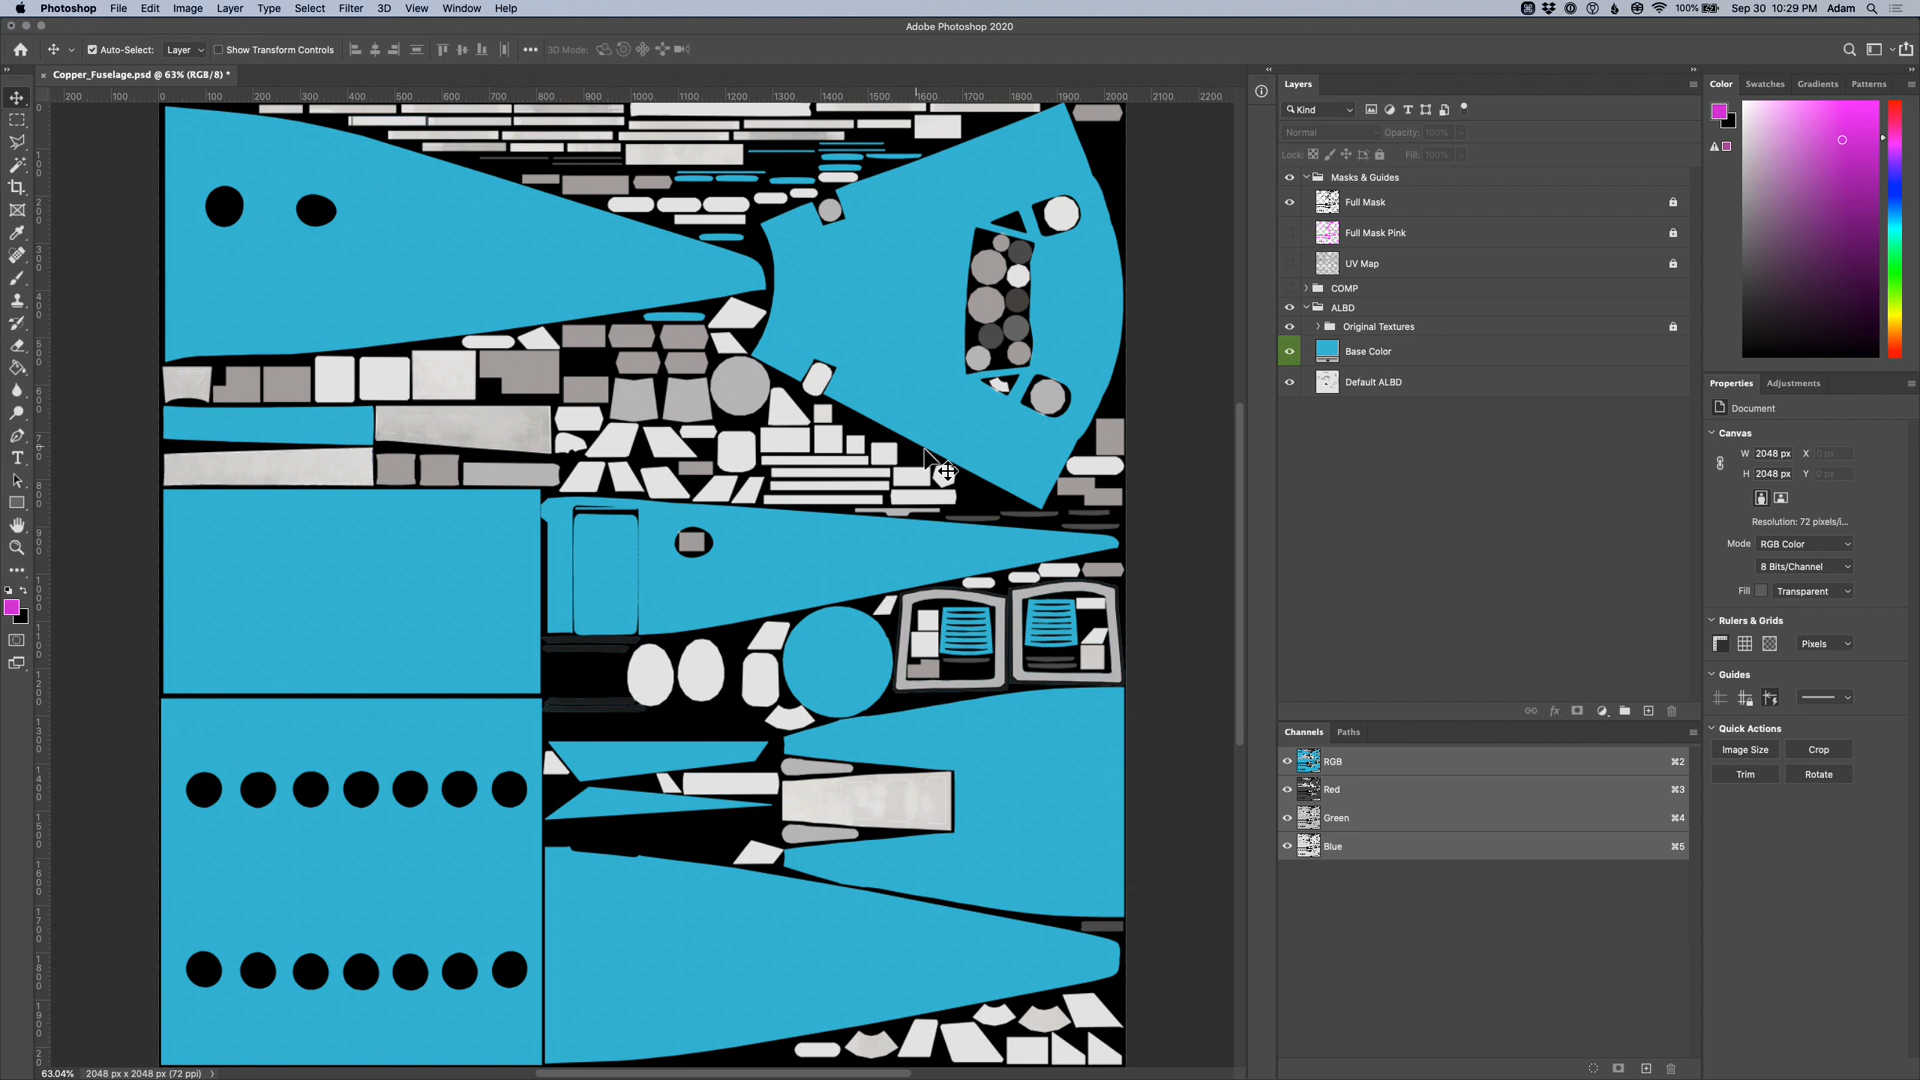 Photoshop File Edit Image Layer Type Select Filter 3D View Window Help 100% Sep 30 10:29 PM Adam
Adobe Photoshop 2020
Auto-Select: Layer Show Transform Controls 3D Mode:
Copper_Fuselage.psd @ 63% (RGB/8) *
200 100 0 100 200 300 400 500 600 700 800 900 1000 1100 1200 1300 1400 1500 1600 1700 1800 1900 2000 2100 2200
Layers
Kind
Normal Opacity: 100%
Lock: Fill: 100%
Masks & Guides
Full Mask
Full Mask Pink
UV Map
COMP
ALBD
Original Textures
Base Color
Default ALBD
Channels Paths
RGB ⌘2
Red ⌘3
Green ⌘4
Blue ⌘5
Color Swatches Gradients Patterns
Properties Adjustments
Document
Canvas
W 2048 px X 0 px
H 2048 px Y 0 px
Resolution: 72 pixels/i...
Mode RGB Color
8 Bits/Channel
Fill Transparent
Rulers & Grids
Pixels
Guides
Quick Actions
Image Size Crop
Trim Rotate
63.04% 2048 px x 2048 px (72 ppi)